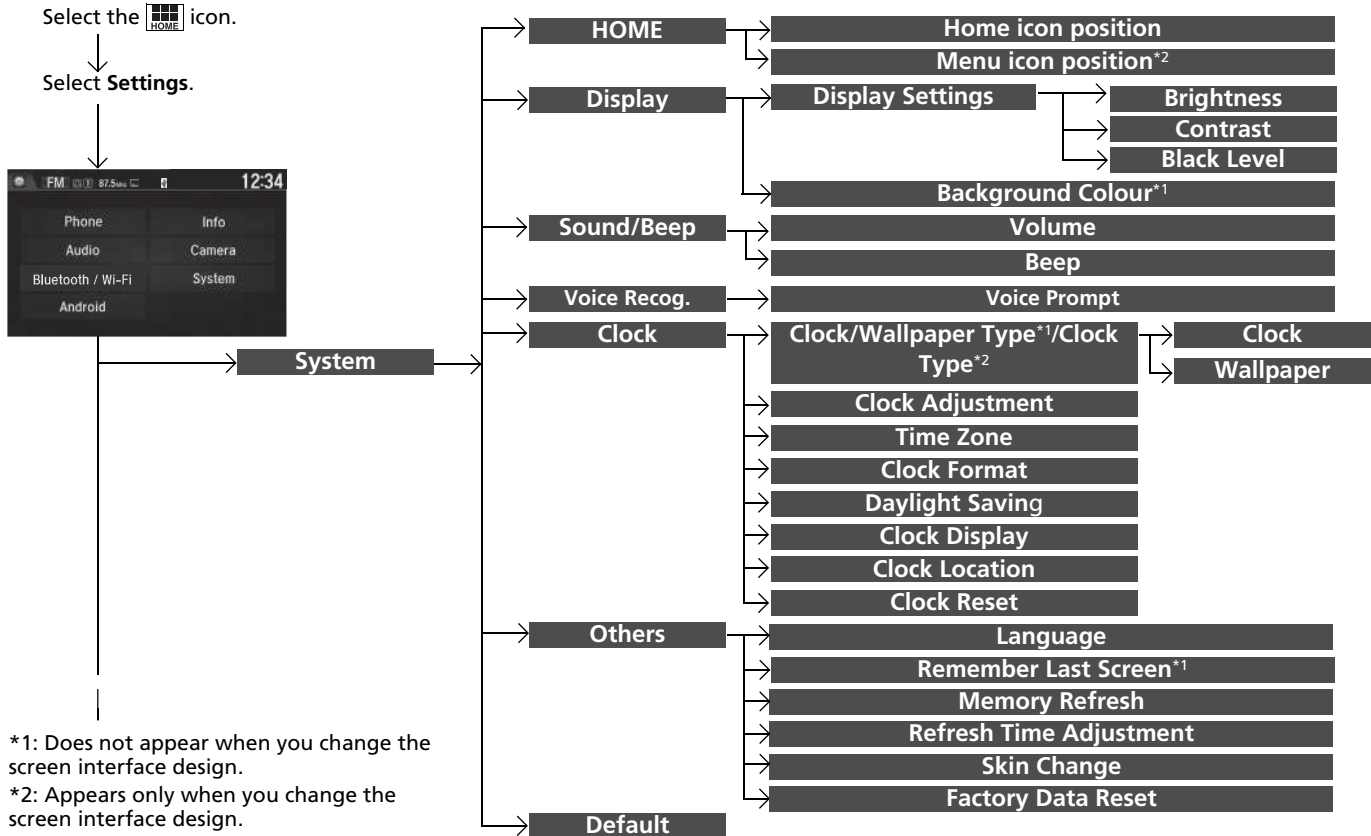 Select the HOME icon.
Select Settings.
FM 87.5MHz 12:34
Phone
Info
Audio
Camera
Bluetooth / Wi-Fi
System
Android
System
HOME
Home icon position
Menu icon position*2
Display
Display Settings
Brightness
Contrast
Black Level
Background Colour*1
Sound/Beep
Volume
Beep
Voice Recog.
Voice Prompt
Clock
Clock/Wallpaper Type*1/Clock
Type*2
Clock
Wallpaper
Clock Adjustment
Time Zone
Clock Format
Daylight Saving
Clock Display
Clock Location
Clock Reset
Others
Language
Remember Last Screen*1
Memory Refresh
Refresh Time Adjustment
Skin Change
Factory Data Reset
Default
*1: Does not appear when you change the
screen interface design.
*2: Appears only when you change the
screen interface design.